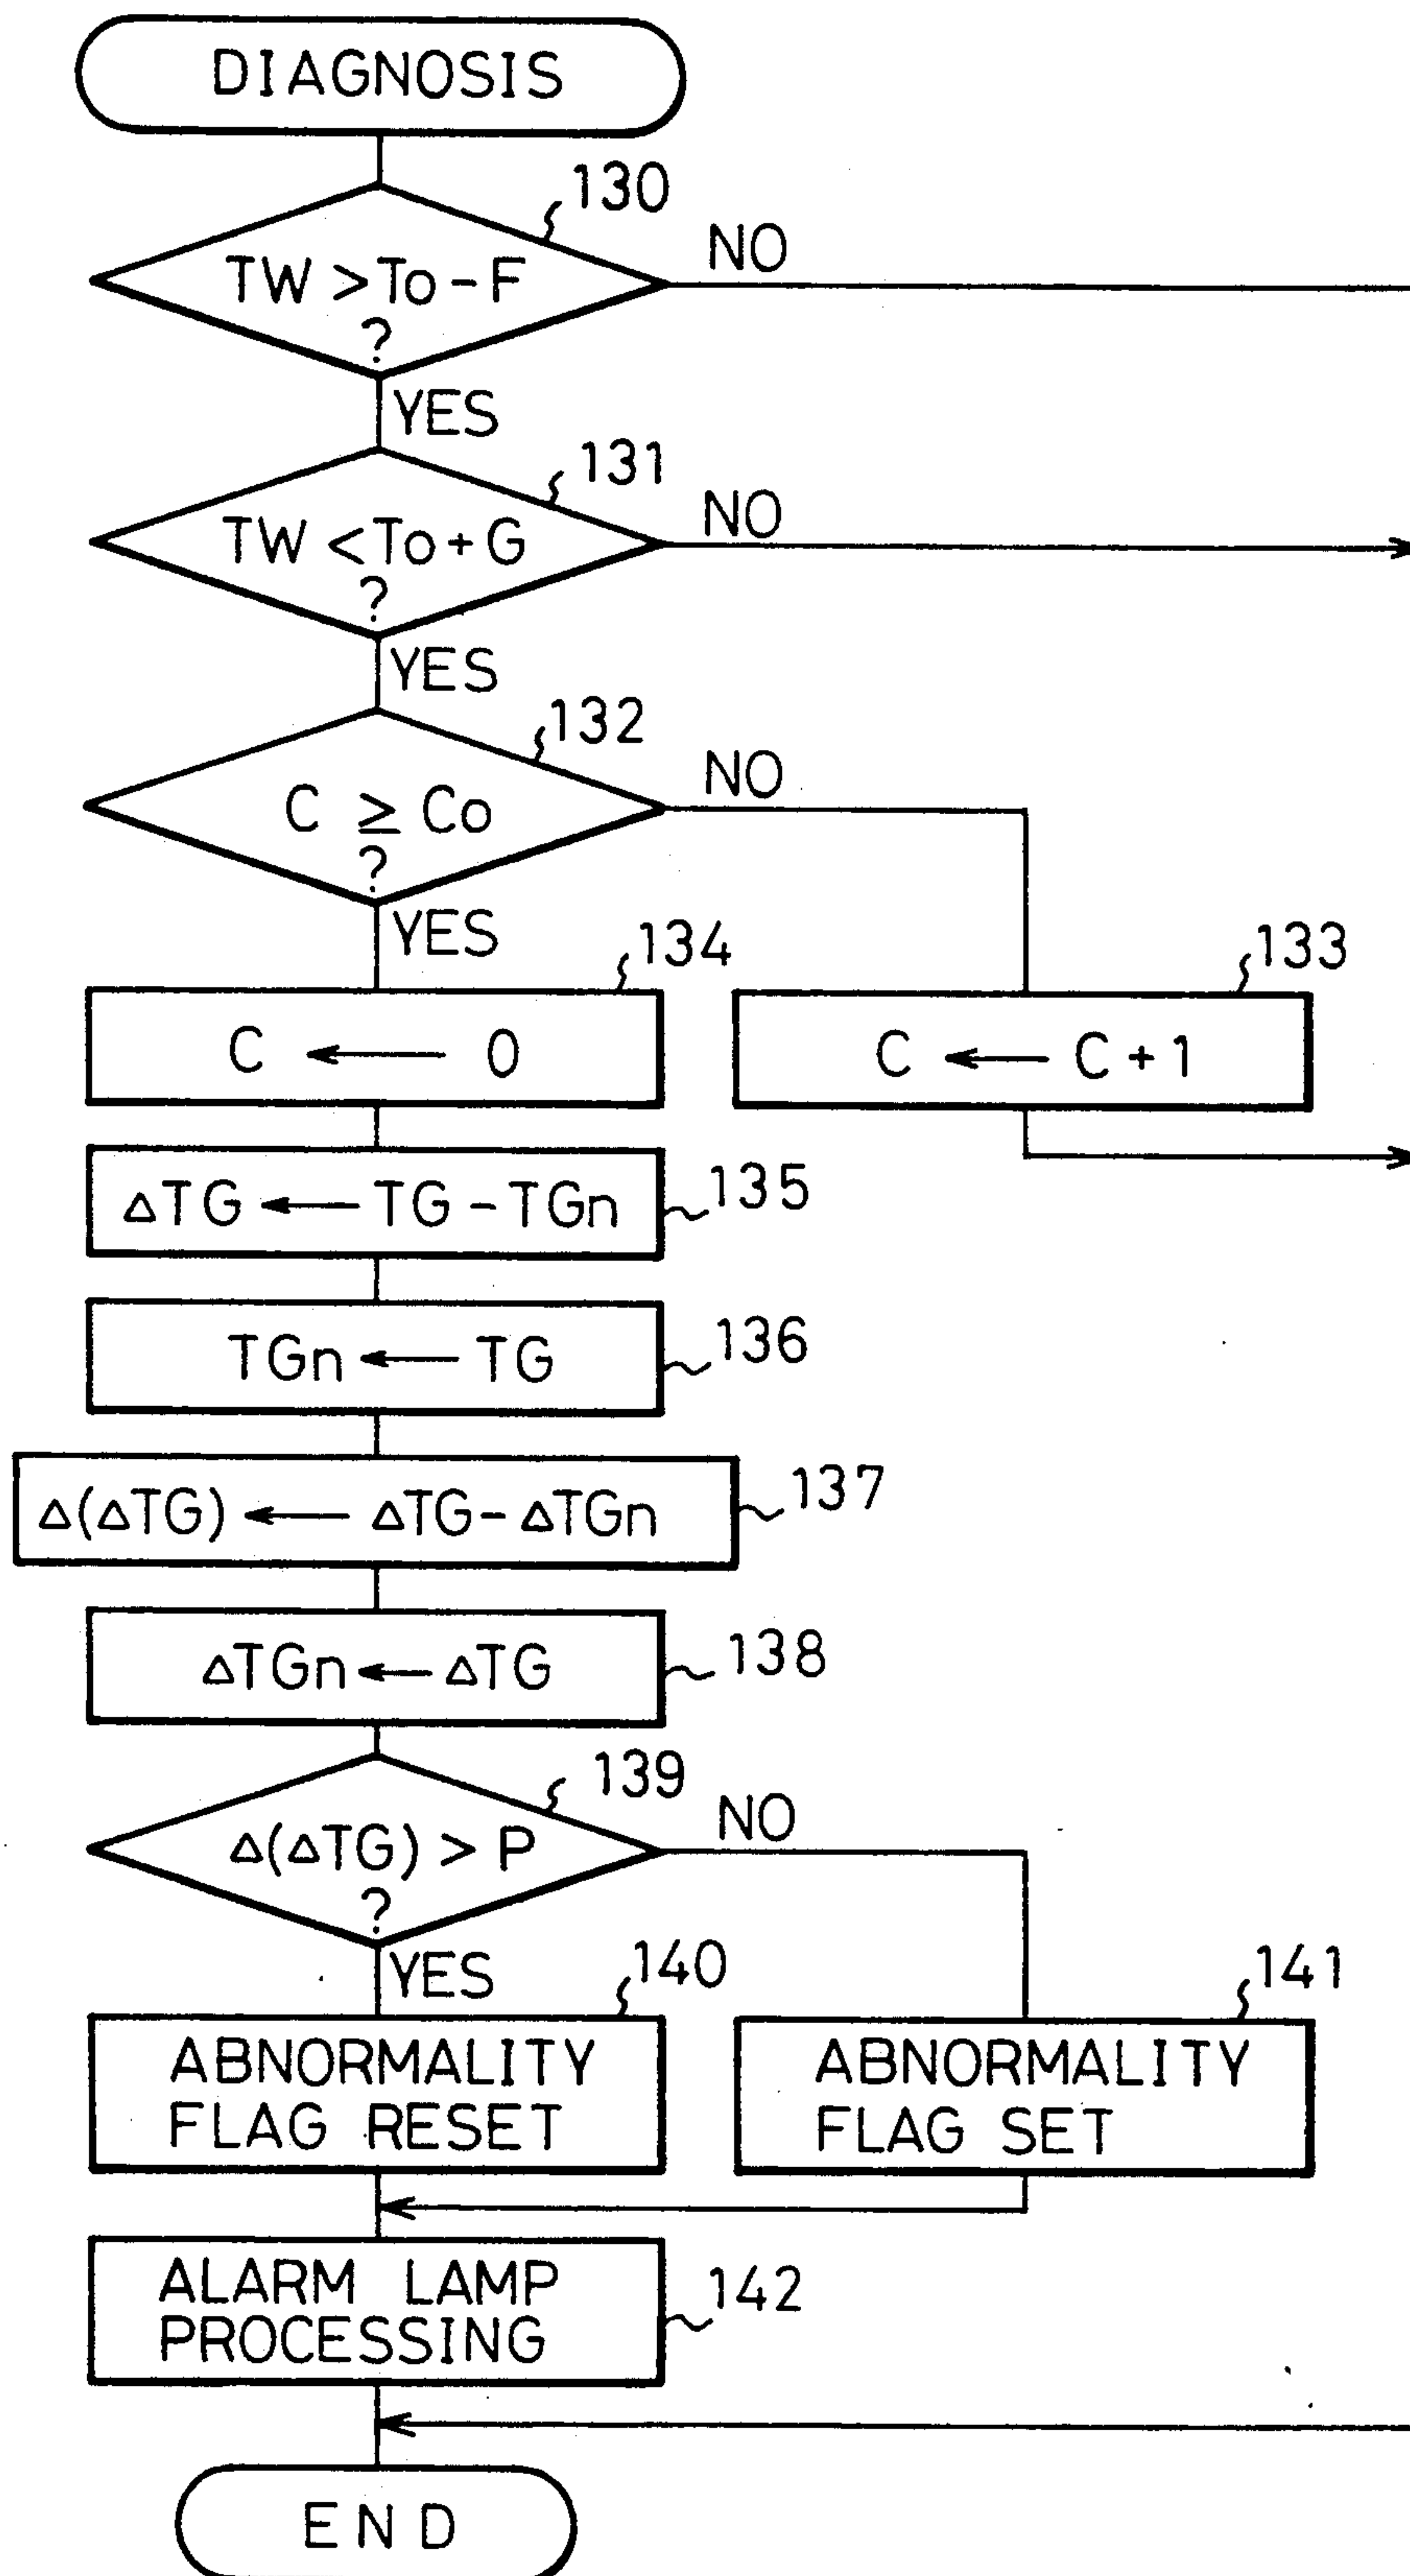 DIAGNOSIS
130
TW > To - F
?
NO
YES
131
TW < To + G
?
NO
YES
132
C ≥ Co
?
NO
YES
134
C ← 0
133
C ← C + 1
ΔTG ← TG - TGn
135
TGn ← TG
136
Δ(ΔTG) ← ΔTG - ΔTGn
137
ΔTGn ← ΔTG
138
139
Δ(ΔTG) > P
?
NO
YES
140
ABNORMALITY
FLAG RESET
141
ABNORMALITY
FLAG SET
ALARM LAMP
PROCESSING
142
END